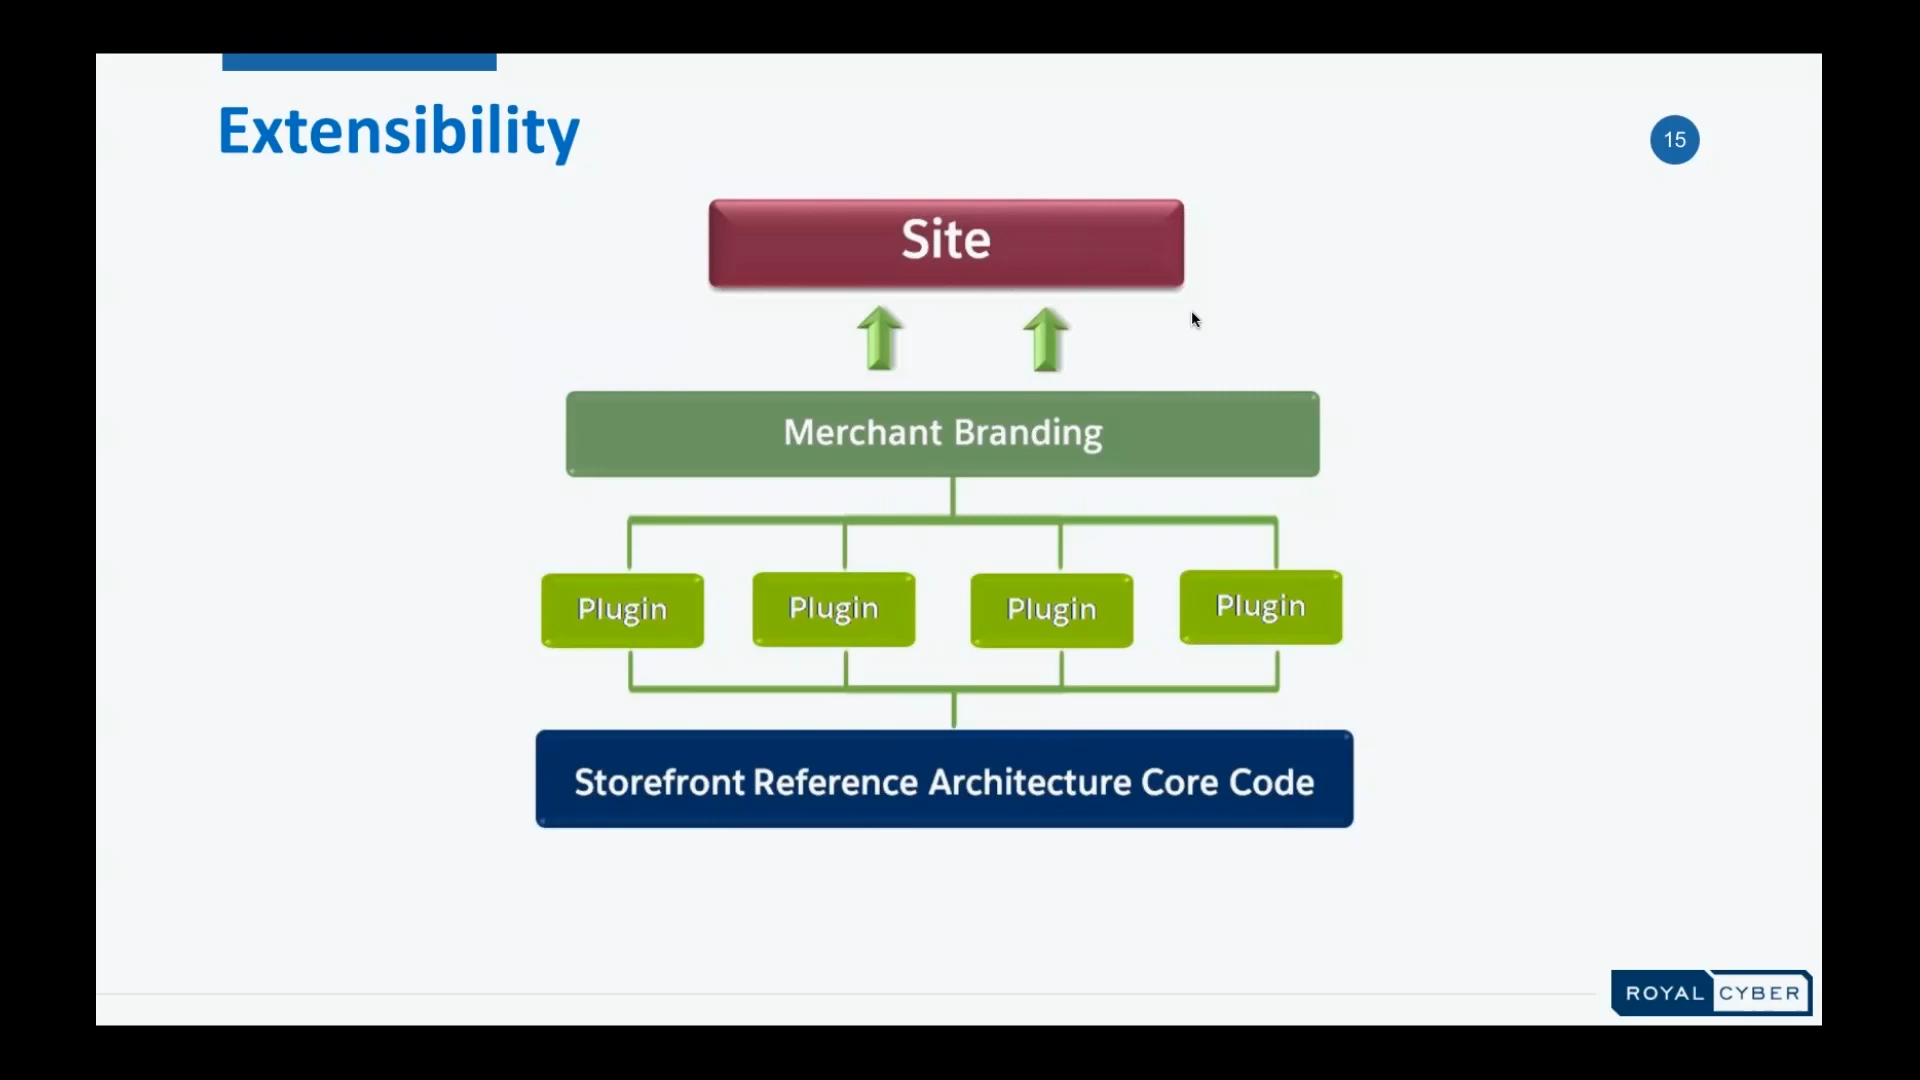 Extensibility
15
Site
Merchant Branding
Plugin Plugin Plugin Plugin
Storefront Reference Architecture Core Code
ROYAL CYBER